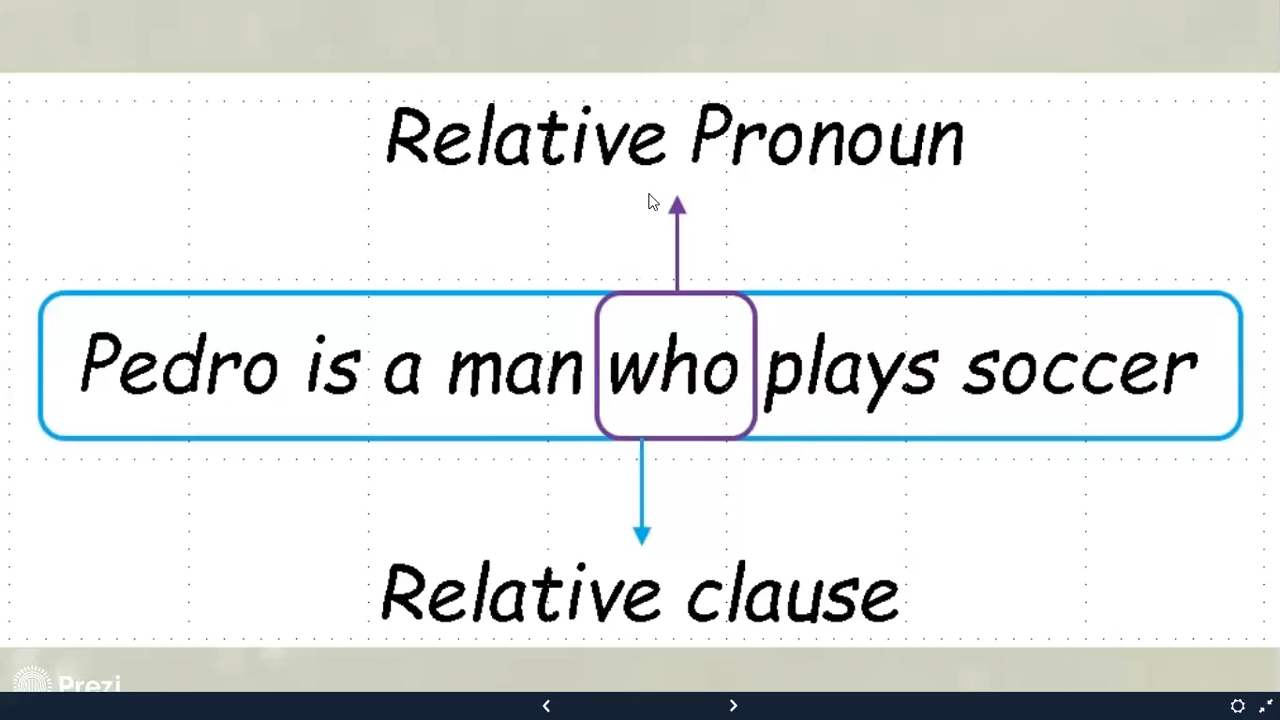 Relative Pronoun
Pedro is a man who plays soccer
Relative clause
Prezi